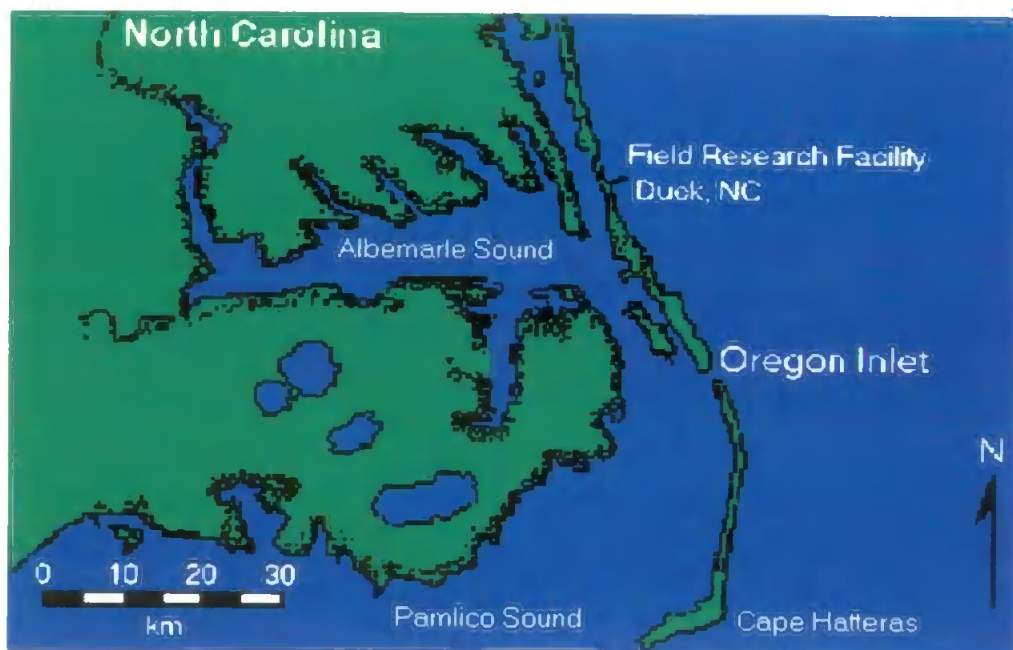 North Carolina
Field Research Facility
Duck, NC
Albemarle Sound
Oregon Inlet
N
0 10 20 30
km
Pamlico Sound
Cape Hatteras